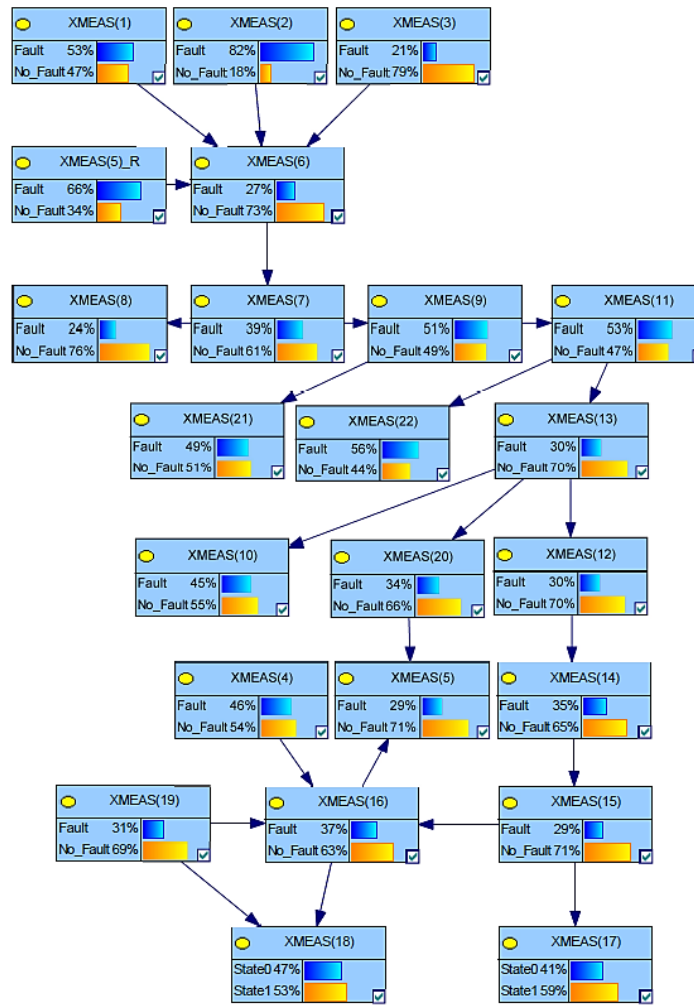 XMEAS(1)
Fault 53%
No_Fault 47%
XMEAS(2)
Fault 82%
No_Fault 18%
XMEAS(3)
Fault 21%
No_Fault 79%
XMEAS(5)_R
Fault 66%
No_Fault 34%
XMEAS(6)
Fault 27%
No_Fault 73%
XMEAS(8)
Fault 24%
No_Fault 76%
XMEAS(7)
Fault 39%
No_Fault 61%
XMEAS(9)
Fault 51%
No_Fault 49%
XMEAS(11)
Fault 53%
No_Fault 47%
XMEAS(21)
Fault 49%
No_Fault 51%
XMEAS(22)
Fault 56%
No_Fault 44%
XMEAS(13)
Fault 30%
No_Fault 70%
XMEAS(10)
Fault 45%
No_Fault 55%
XMEAS(20)
Fault 34%
No_Fault 66%
XMEAS(12)
Fault 30%
No_Fault 70%
XMEAS(4)
Fault 46%
No_Fault 54%
XMEAS(5)
Fault 29%
No_Fault 71%
XMEAS(14)
Fault 35%
No_Fault 65%
XMEAS(19)
Fault 31%
No_Fault 69%
XMEAS(16)
Fault 37%
No_Fault 63%
XMEAS(15)
Fault 29%
No_Fault 71%
XMEAS(18)
State0 47%
State1 53%
XMEAS(17)
State0 41%
State1 59%